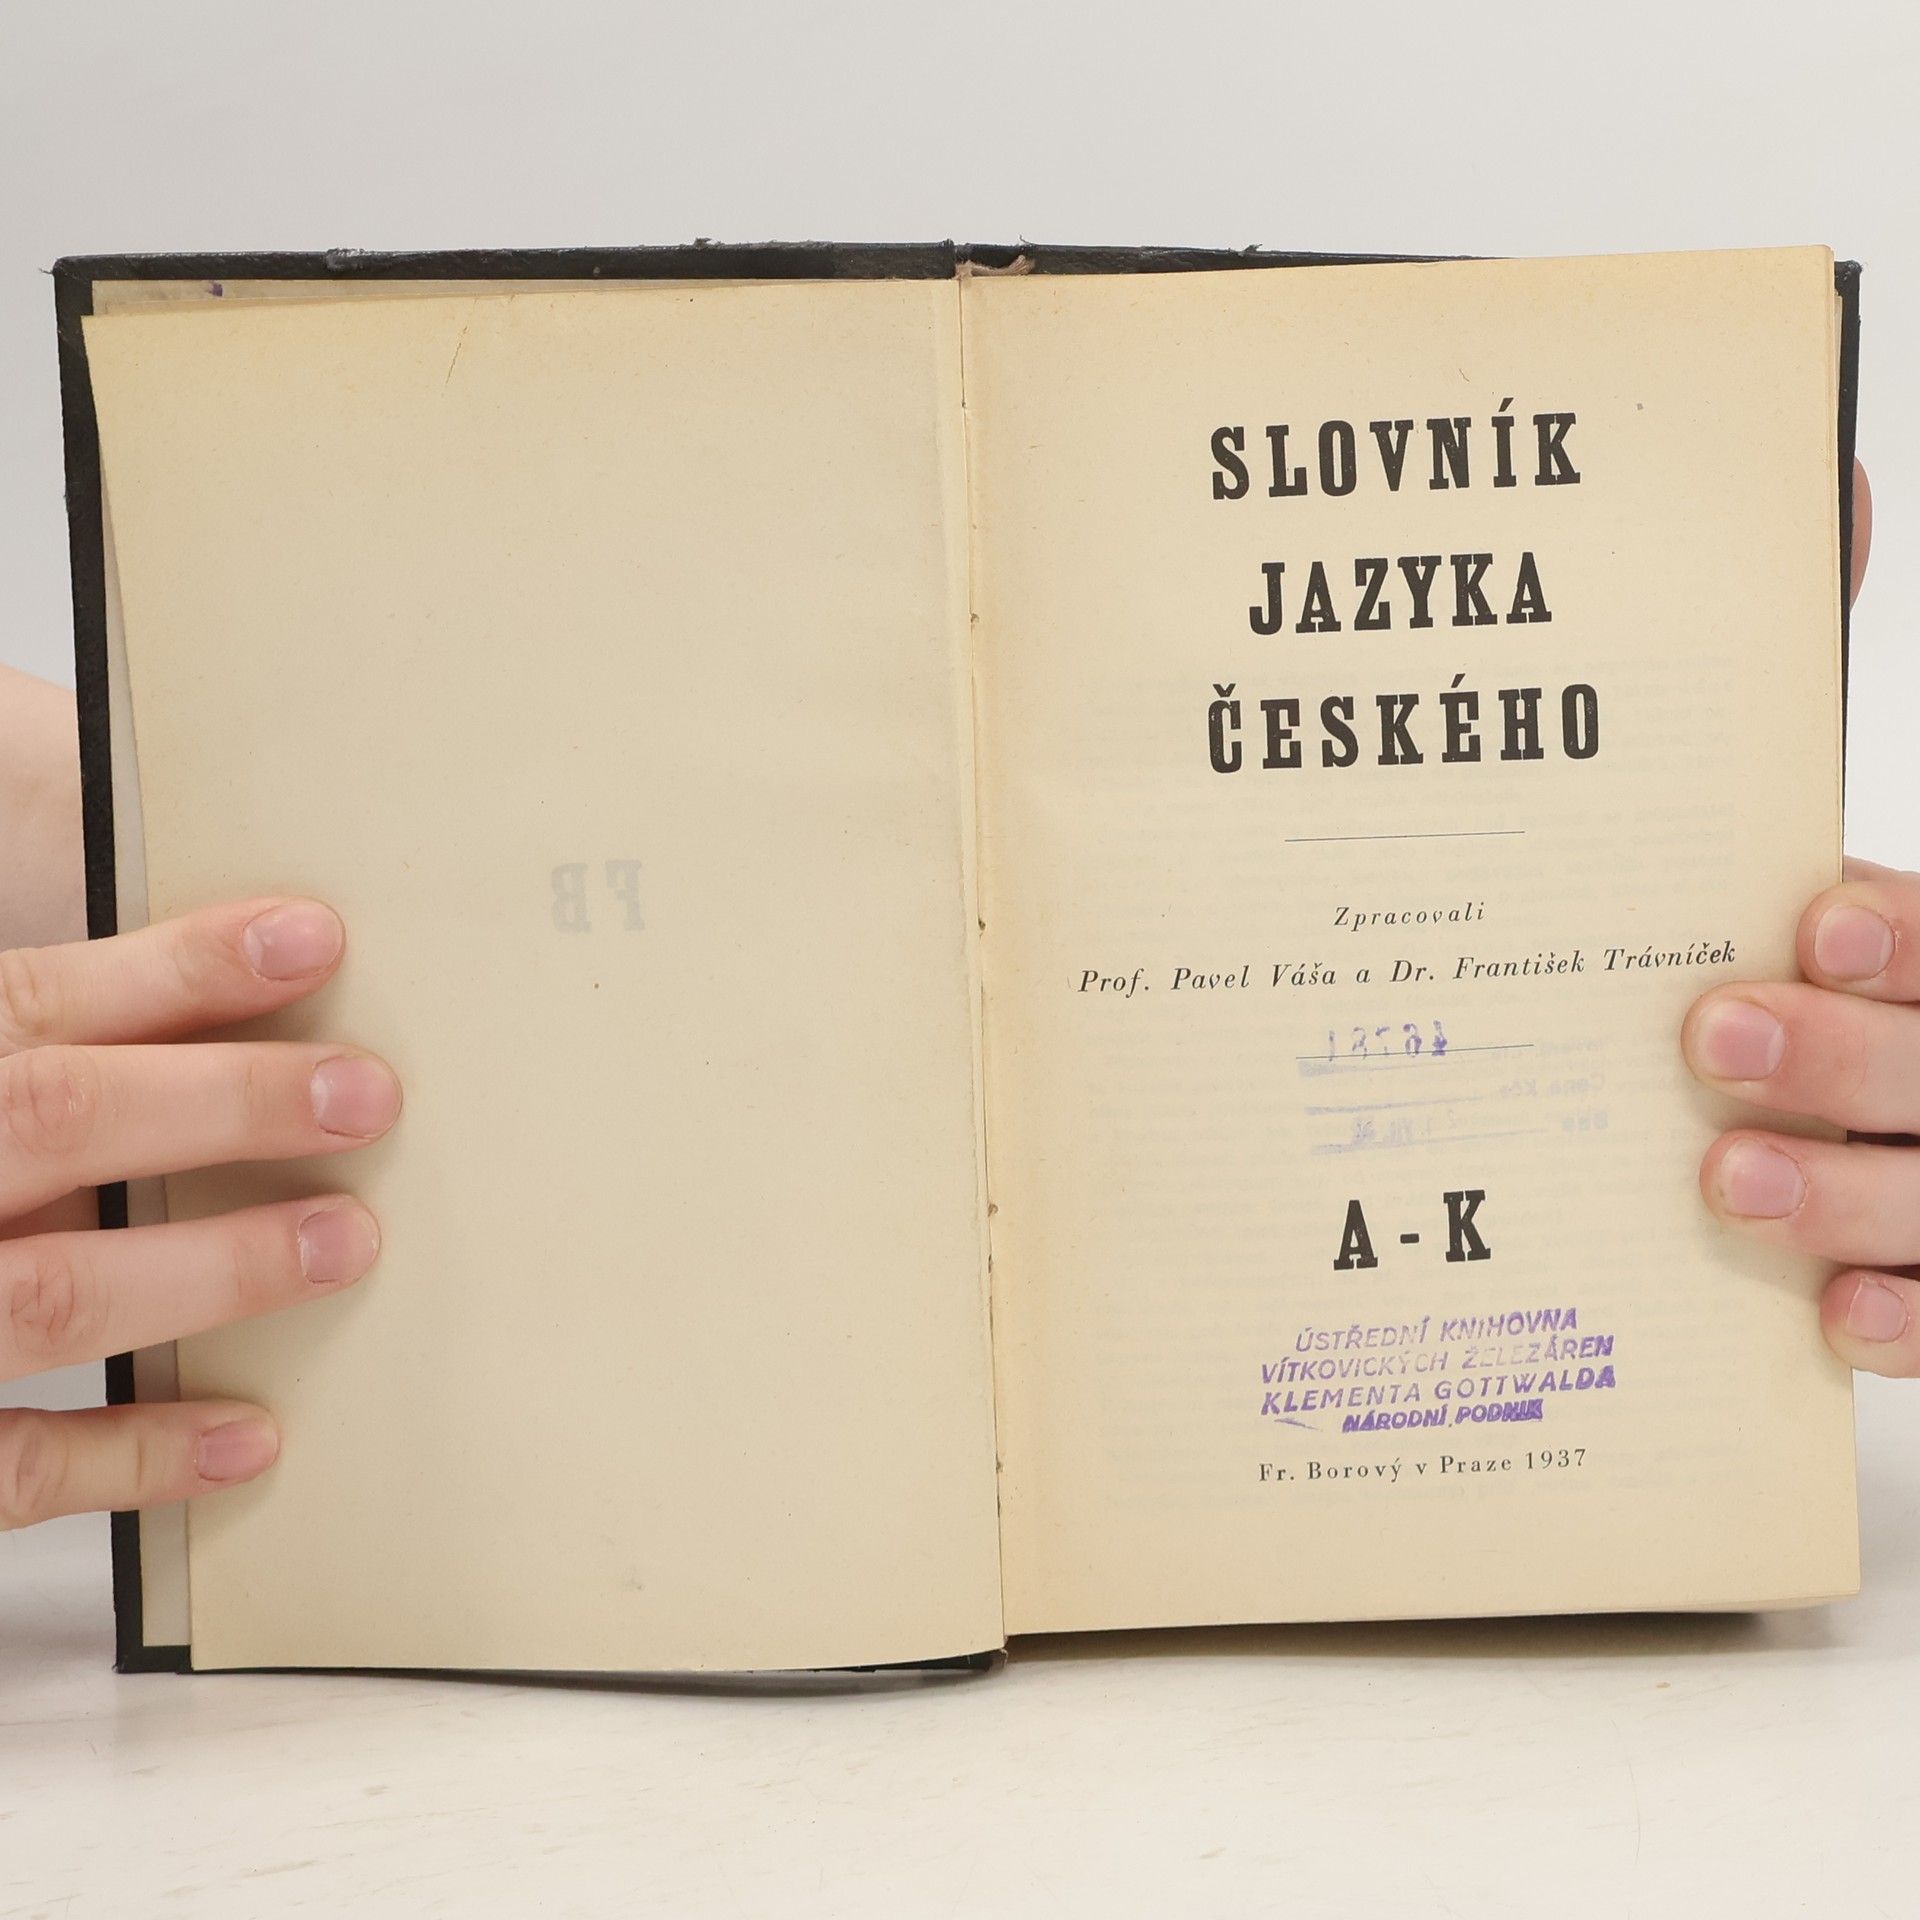 FB
SLOVNÍK
JAZYKA
ČESKÉHO
Zpracovali
Prof. Pavel Váša a Dr. František Trávníček
A - K
ÚSTŘEDNÍ KNIHOVNA
VÍTKOVICKÝCH ŽELEZÁREN
KLEMENTA GOTTWALDA
NÁRODNÍ PODNIK
Fr. Borový v Praze 1937